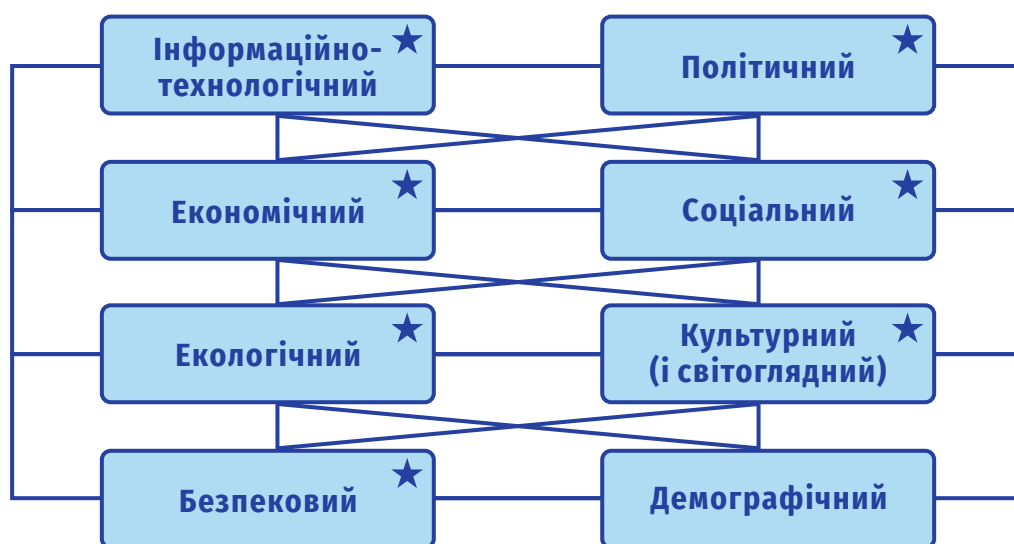 Інформаційно-
технологічний
Політичний
Економічний
Соціальний
Екологічний
Культурний
(і світоглядний)
Безпековий
Демографічний